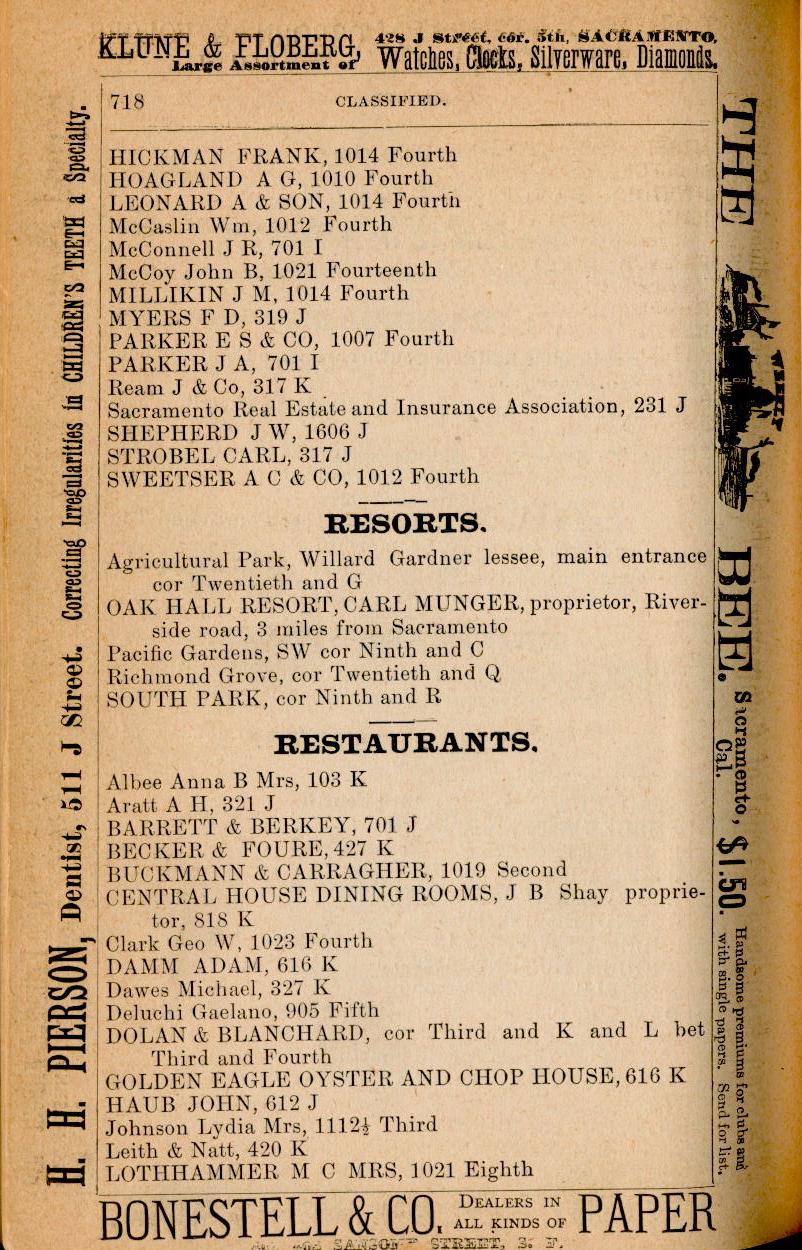 KLUNE & FLOBERG, 428 J Street, cor. 5th, SACRAMENTO,
Large Assortment of Watches, Clocks, Silverware, Diamonds.
718 CLASSIFIED.
HICKMAN FRANK, 1014 Fourth
HOAGLAND A G, 1010 Fourth
LEONARD A & SON, 1014 Fourth
McCaslin Wm, 1012 Fourth
McConnell J R, 701 I
McCoy John B, 1021 Fourteenth
MILLIKIN J M, 1014 Fourth
MYERS F D, 319 J
PARKER E S & CO, 1007 Fourth
PARKER J A, 701 I
Ream J & Co, 317 K
Sacramento Real Estate and Insurance Association, 231 J
SHEPHERD J W, 1606 J
STROBEL CARL, 317 J
SWEETSER A C & CO, 1012 Fourth
RESORTS.
Agricultural Park, Willard Gardner lessee, main entrance
cor Twentieth and G
OAK HALL RESORT, CARL MUNGER, proprietor, River-
side road, 3 miles from Sacramento
Pacific Gardens, SW cor Ninth and C
Richmond Grove, cor Twentieth and Q
SOUTH PARK, cor Ninth and R
RESTAURANTS.
Albee Anna B Mrs, 103 K
Aratt A H, 321 J
BARRETT & BERKEY, 701 J
BECKER & FOURE, 427 K
BUCKMANN & CARRAGHER, 1019 Second
CENTRAL HOUSE DINING ROOMS, J B Shay proprie-
tor, 818 K
Clark Geo W, 1023 Fourth
DAMM ADAM, 616 K
Dawes Michael, 327 K
Deluchi Gaelano, 905 Fifth
DOLAN & BLANCHARD, cor Third and K and L bet
Third and Fourth
GOLDEN EAGLE OYSTER AND CHOP HOUSE, 616 K
HAUB JOHN, 612 J
Johnson Lydia Mrs, 1112½ Third
Leith & Natt, 420 K
LOTHHAMMER M C MRS, 1021 Eighth
H. H. PIERSON, Dentist, 511 J Street. Correcting Irregularities in CHILDREN'S TEETH a Specialty.
THE WEEKLY BEE. Sacramento, Cal. $1.50. Handsome premiums for clubs and
with single papers. Send for list.
BONESTELL & CO. DEALERS IN ALL KINDS OF PAPER
SANSOME STREET, S. F.